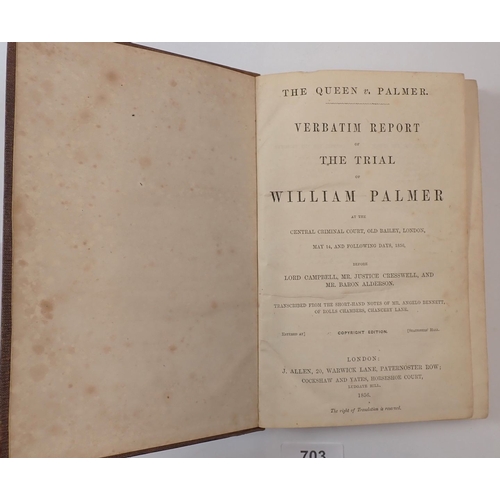 THE QUEEN v. PALMER.
VERBATIM REPORT
OF
THE TRIAL
OF
WILLIAM PALMER
AT THE
CENTRAL CRIMINAL COURT, OLD BAILEY, LONDON,
MAY 14, AND FOLLOWING DAYS, 1856,
BEFORE
LORD CAMPBELL, MR. JUSTICE CRESSWELL, AND
MR. BARON ALDERSON.
TRANSCRIBED FROM THE SHORT-HAND NOTES OF MR. ANGELO BENNETT,
OF ROLLS CHAMBERS, CHANCERY LANE.
COPYRIGHT EDITION.
LONDON:
J. ALLEN, 20, WARWICK LANE, PATERNOSTER ROW;
COCKSHAW AND YATES, HORSESHOE COURT,
LUDGATE HILL.
1856.
The right of Translation is reserved.
703